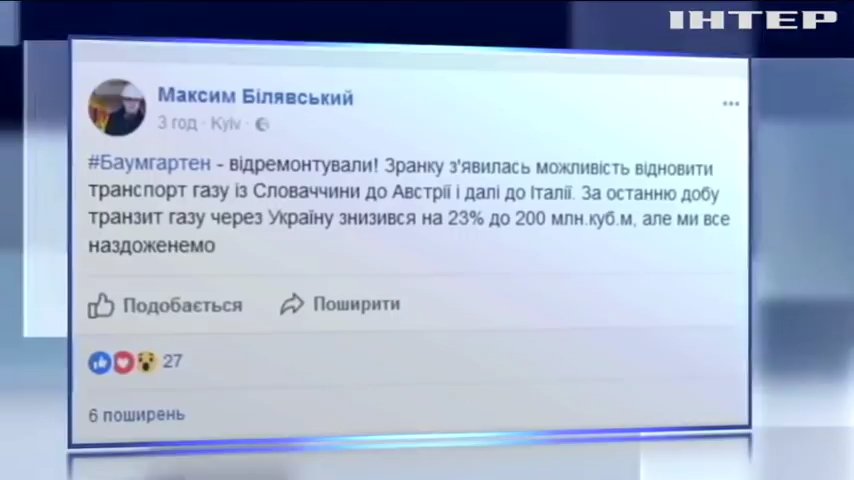 ІНТЕР
Максим Білявський
3 год · Kyiv ·
#Баумгартен - відремонтували! Зранку з'явилась можливість відновити
транспорт газу із Словаччини до Австрії і далі до Італії. За останню добу
транзит газу через Україну знизився на 23% до 200 млн.куб.м, але ми все
наздоженемо
Подобається Поширити
27
6 поширень